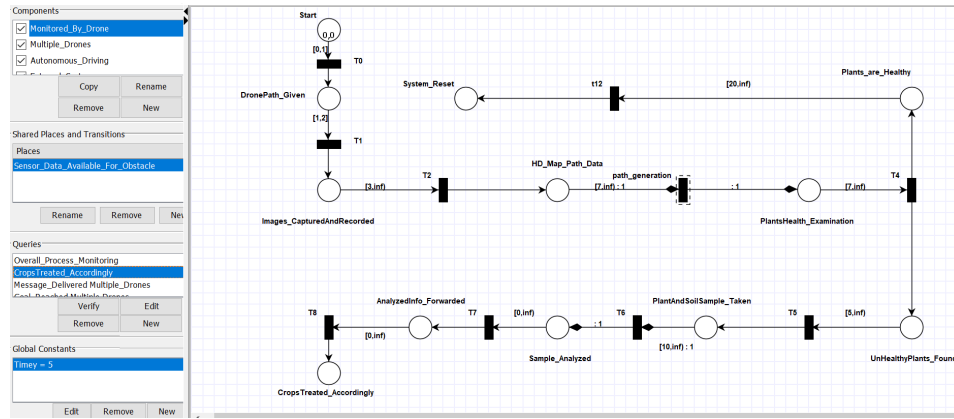 Components
Monitored_By_Drone
Multiple_Drones
Autonomous_Driving
Copy Rename
Remove New
Shared Places and Transitions
Places
Sensor_Data_Available_For_Obstacle
Rename Remove
Queries
Overall_Process_Monitoring
CropsTreated_Accordingly
Message_Delivered Multiple_Drones
Verify Edit
Remove New
Global Constants
Timey = 5
Edit Remove New
Start
0,0
[0,1]
T0
DronePath_Given
[1,2]
T1
Images_CapturedAndRecorded
[3,inf)
T2
HD_Map_Path_Data
[7,inf) : 1
path_generation
: 1
PlantsHealth_Examination
[7,inf)
T4
Plants_are_Healthy
[20,inf)
t12
System_Reset
UnHealthyPlants_Found
[5,inf)
T5
PlantAndSoilSample_Taken
[10,inf) : 1
T6
: 1
Sample_Analyzed
[0,inf)
T7
AnalyzedInfo_Forwarded
[0,inf)
T8
CropsTreated_Accordingly